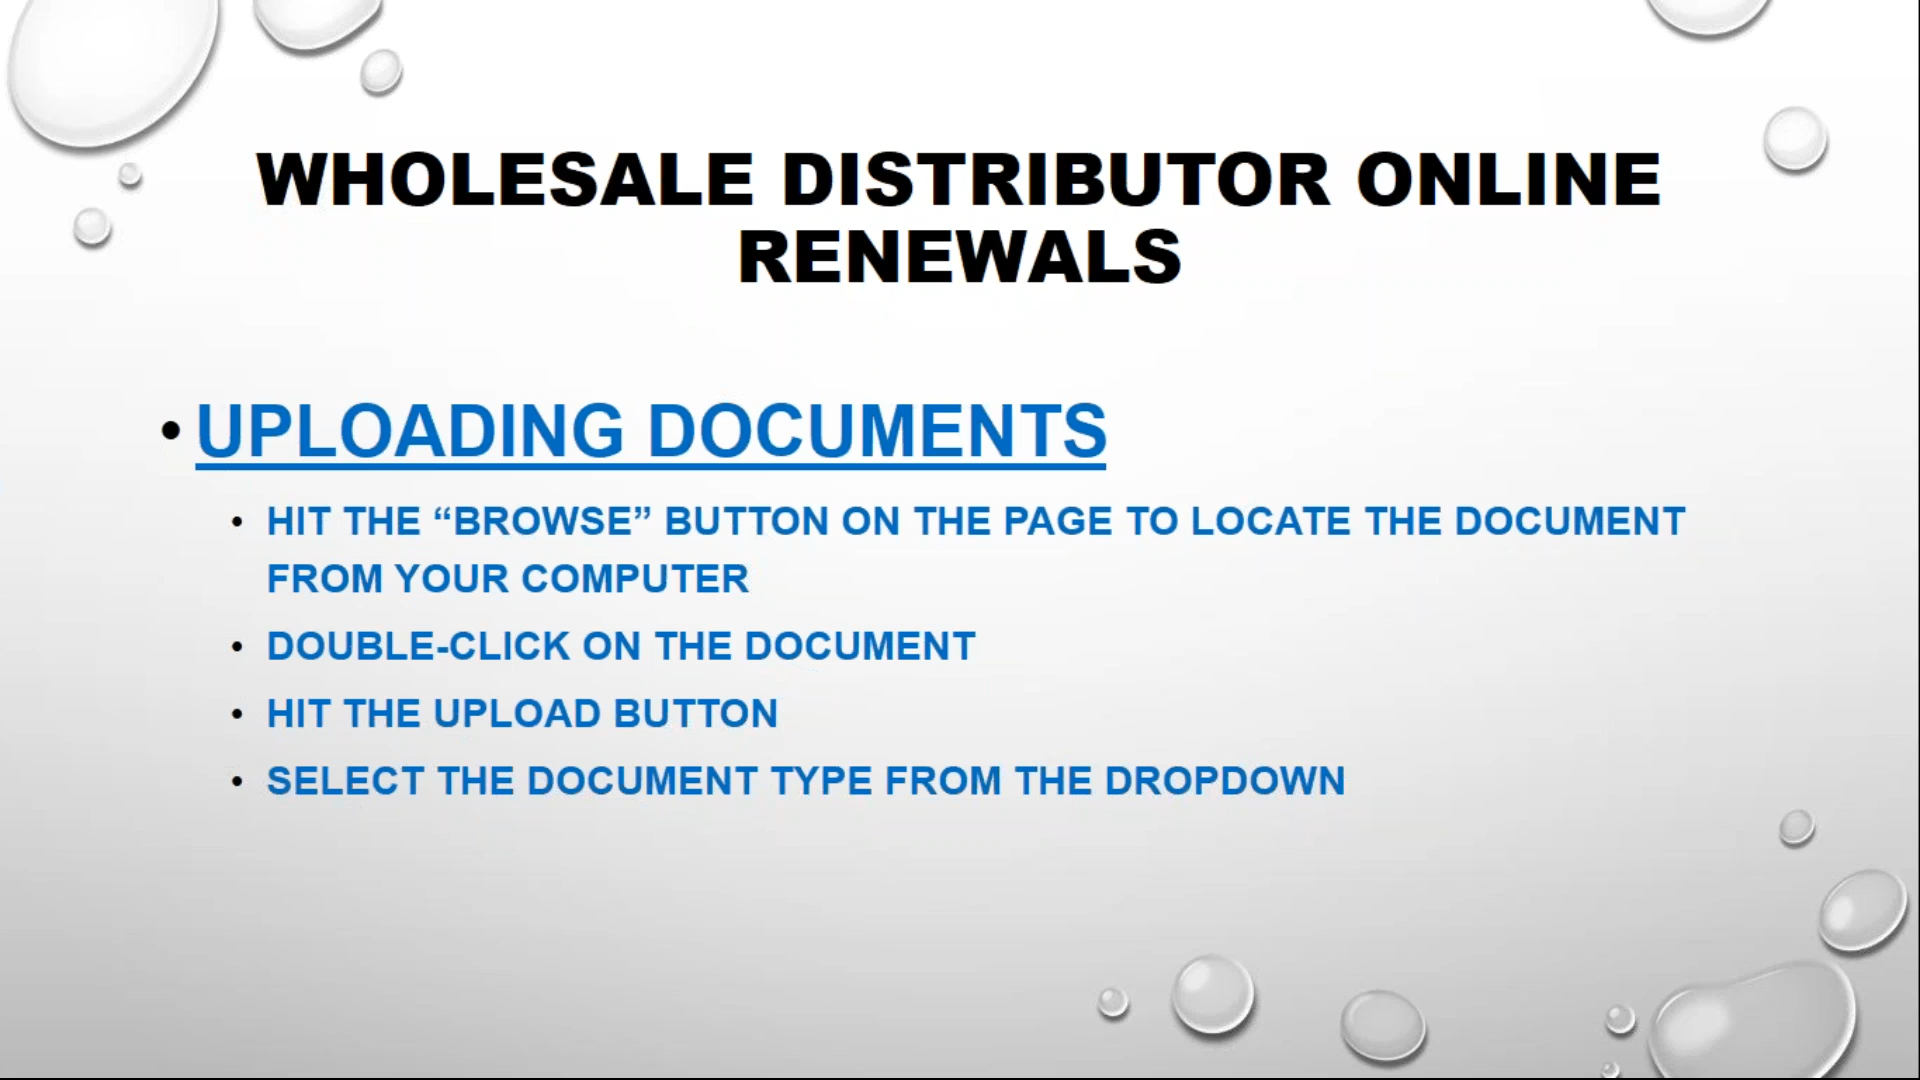 WHOLESALE DISTRIBUTOR ONLINE
RENEWALS
• UPLOADING DOCUMENTS
• HIT THE “BROWSE” BUTTON ON THE PAGE TO LOCATE THE DOCUMENT
FROM YOUR COMPUTER
• DOUBLE-CLICK ON THE DOCUMENT
• HIT THE UPLOAD BUTTON
• SELECT THE DOCUMENT TYPE FROM THE DROPDOWN